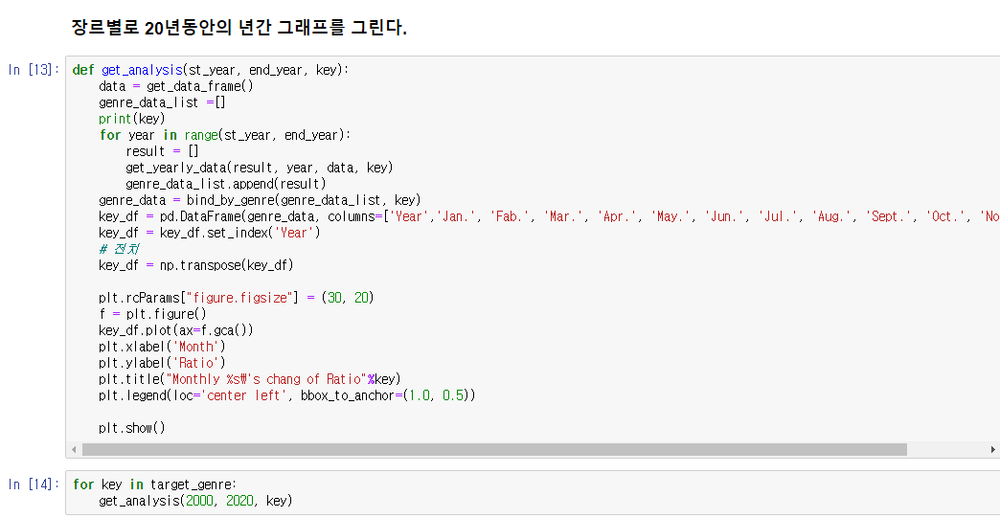 장르별로 20년동안의 년간 그래프를 그린다.
In [13]:
def get_analysis(st_year, end_year, key):
    data = get_data_frame()
    genre_data_list =[]
    print(key)
    for year in range(st_year, end_year):
        result = []
        get_yearly_data(result, year, data, key)
        genre_data_list.append(result)
    genre_data = bind_by_genre(genre_data_list, key)
    key_df = pd.DataFrame(genre_data, columns=['Year','Jan.', 'Fab.', 'Mar.', 'Apr.', 'May.', 'Jun.', 'Jul.', 'Aug.', 'Sept.', 'Oct.', 'No
    key_df = key_df.set_index('Year')
    # 전치
    key_df = np.transpose(key_df)
    plt.rcParams["figure.figsize"] = (30, 20)
    f = plt.figure()
    key_df.plot(ax=f.gca())
    plt.xlabel('Month')
    plt.ylabel('Ratio')
    plt.title("Monthly %s₩'s chang of Ratio"%key)
    plt.legend(loc='center left', bbox_to_anchor=(1.0, 0.5))
    plt.show()
In [14]:
for key in target_genre:
    get_analysis(2000, 2020, key)